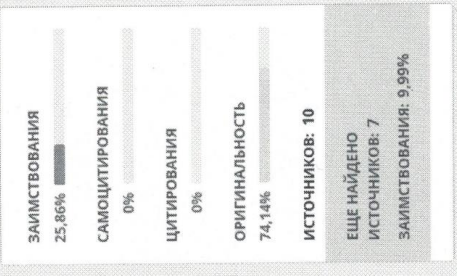 ЗАИМСТВОВАНИЯ
25,86%
САМОЦИТИРОВАНИЯ
0%
ЦИТИРОВАНИЯ
0%
ОРИГИНАЛЬНОСТЬ
74,14%
ИСТОЧНИКОВ: 10
ЕЩЕ НАЙДЕНО
ИСТОЧНИКОВ: 7
ЗАИМСТВОВАНИЯ: 9,99%